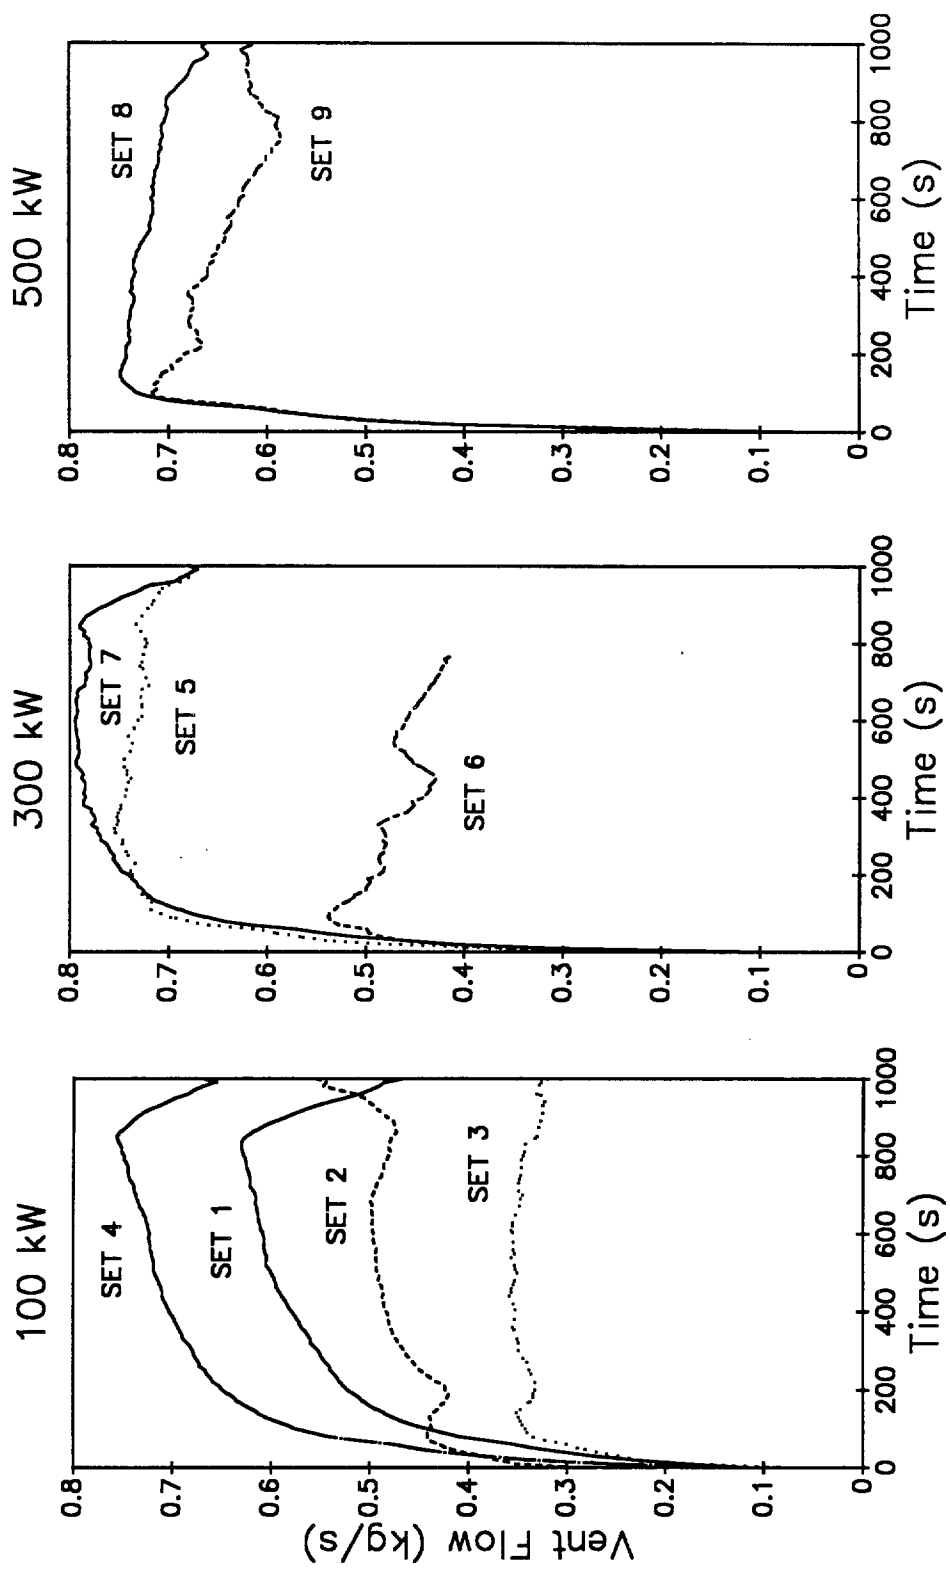 100 kW
Vent Flow (kg/s)
0.8
0.7
0.6
0.5
0.4
0.3
0.2
0.1
0
SET 4
SET 1
SET 2
SET 3
0 200 400 600 800 1000
Time (s)
300 kW
0.8
0.7
0.6
0.5
0.4
0.3
0.2
0.1
0
SET 7
SET 5
SET 6
0 200 400 600 800 1000
Time (s)
500 kW
0.8
0.7
0.6
0.5
0.4
0.3
0.2
0.1
0
SET 8
SET 9
0 200 400 600 800 1000
Time (s)